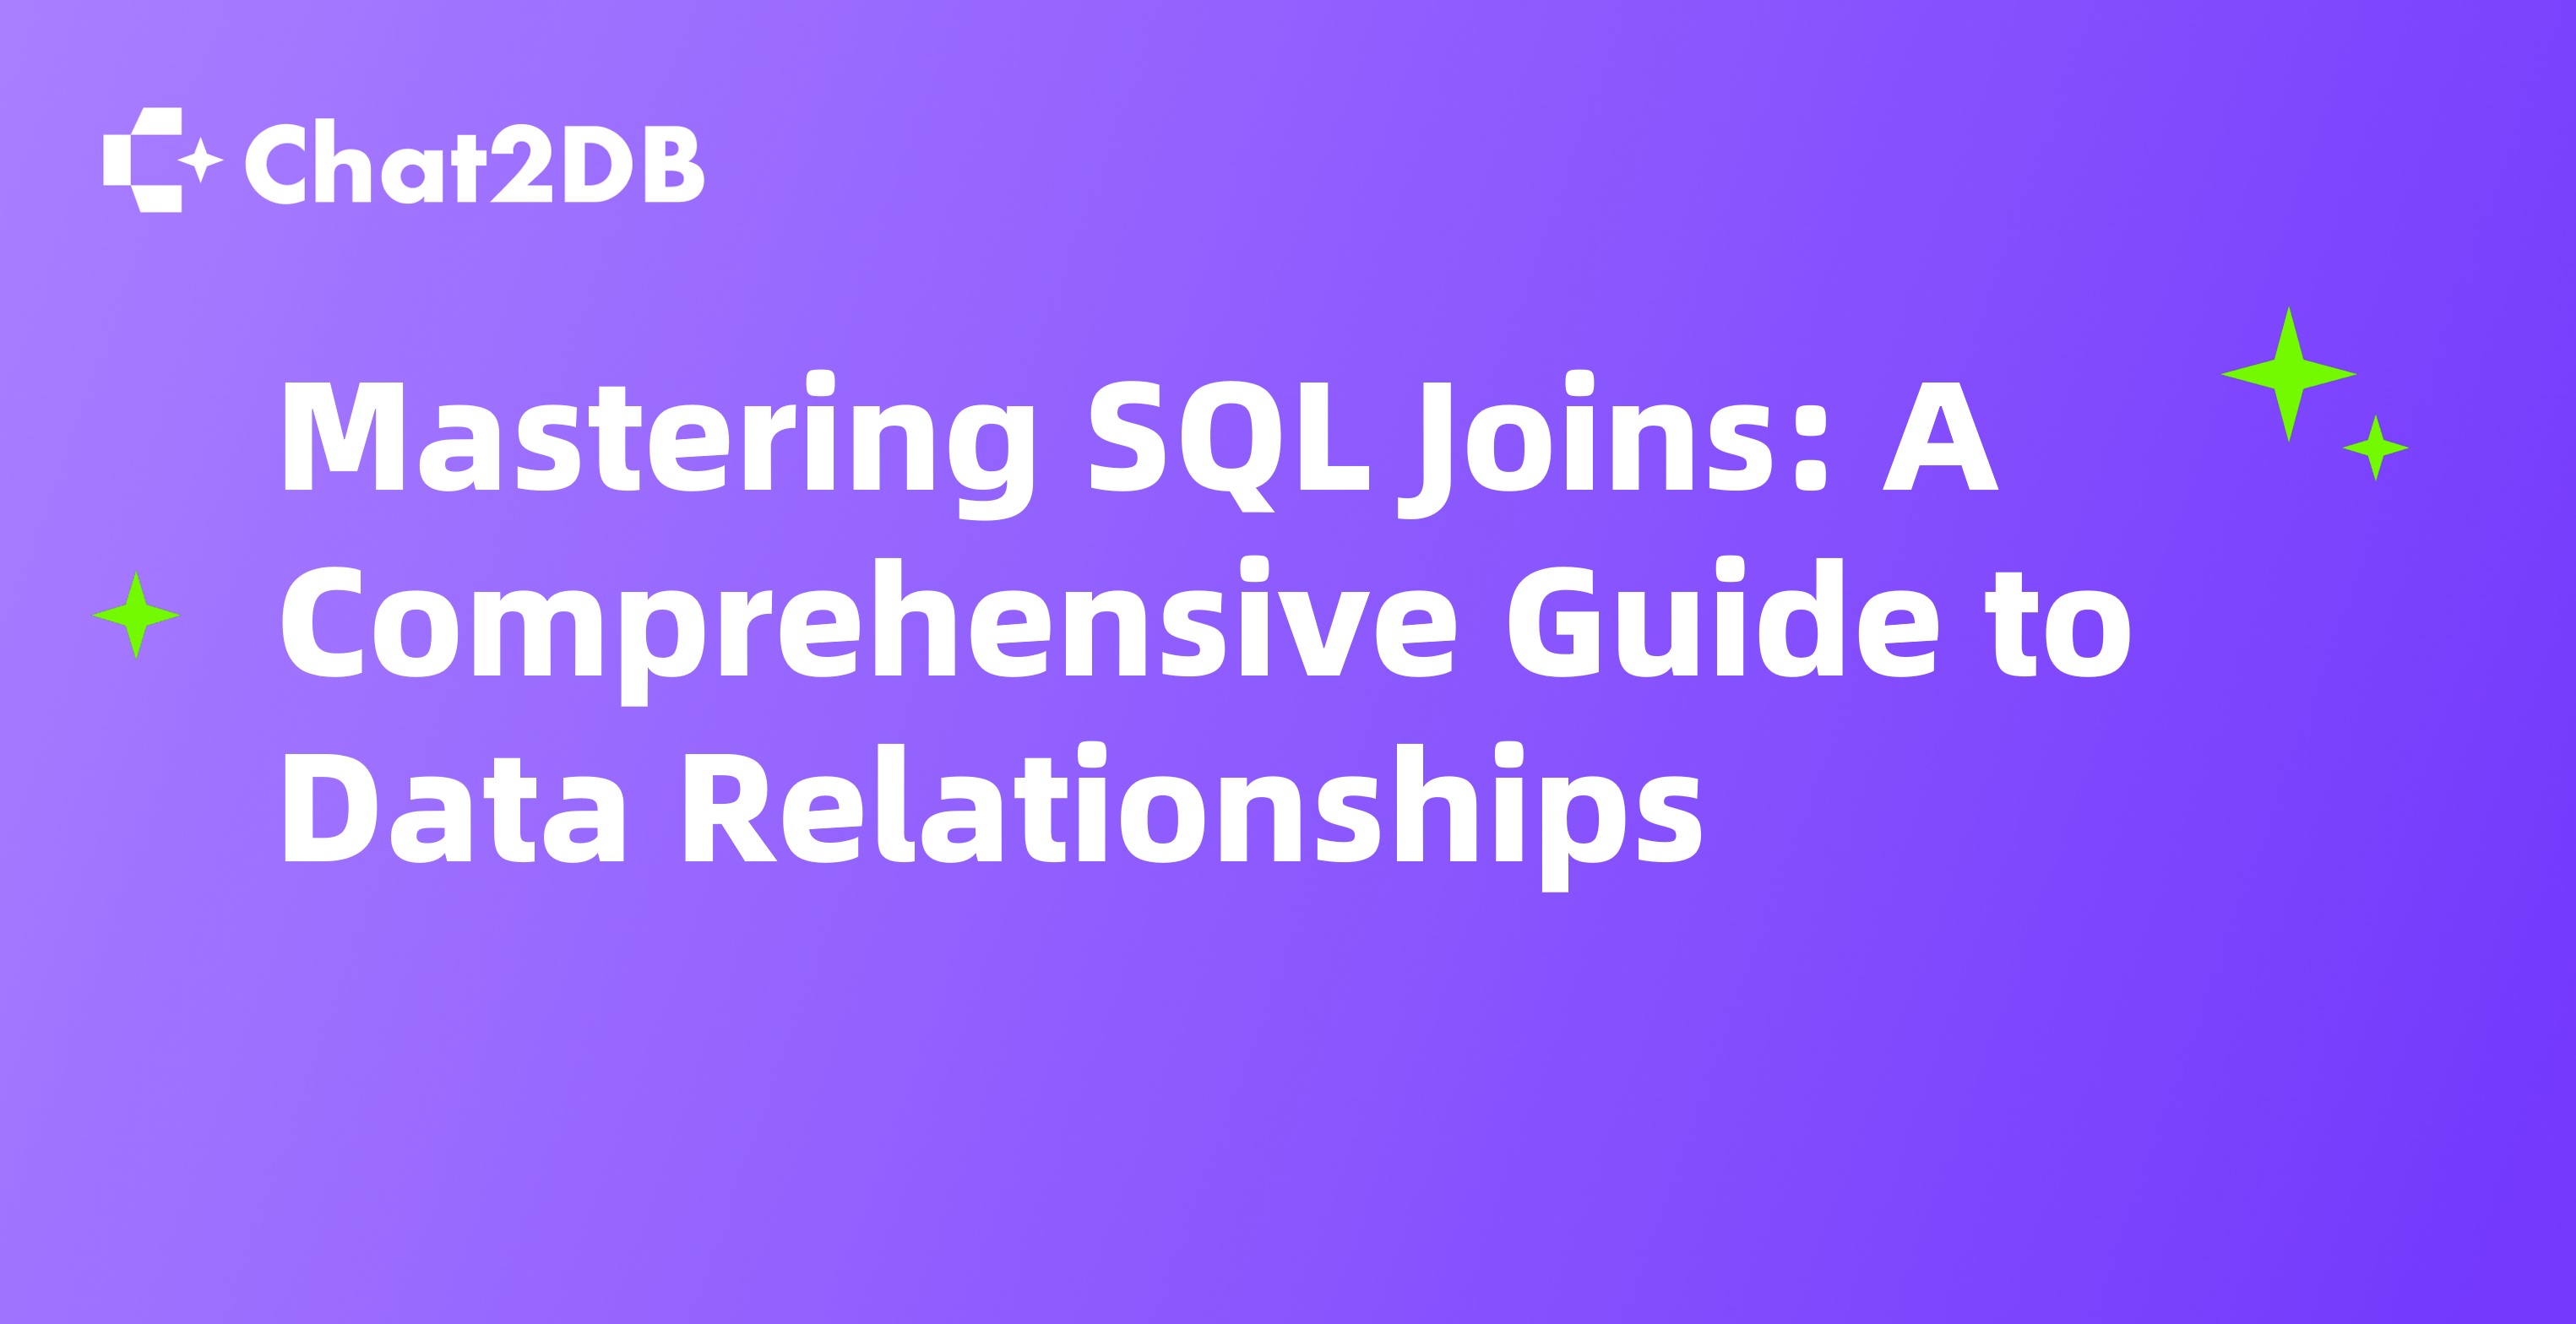 Chat2DB
Mastering SQL Joins: A
Comprehensive Guide to
Data Relationships